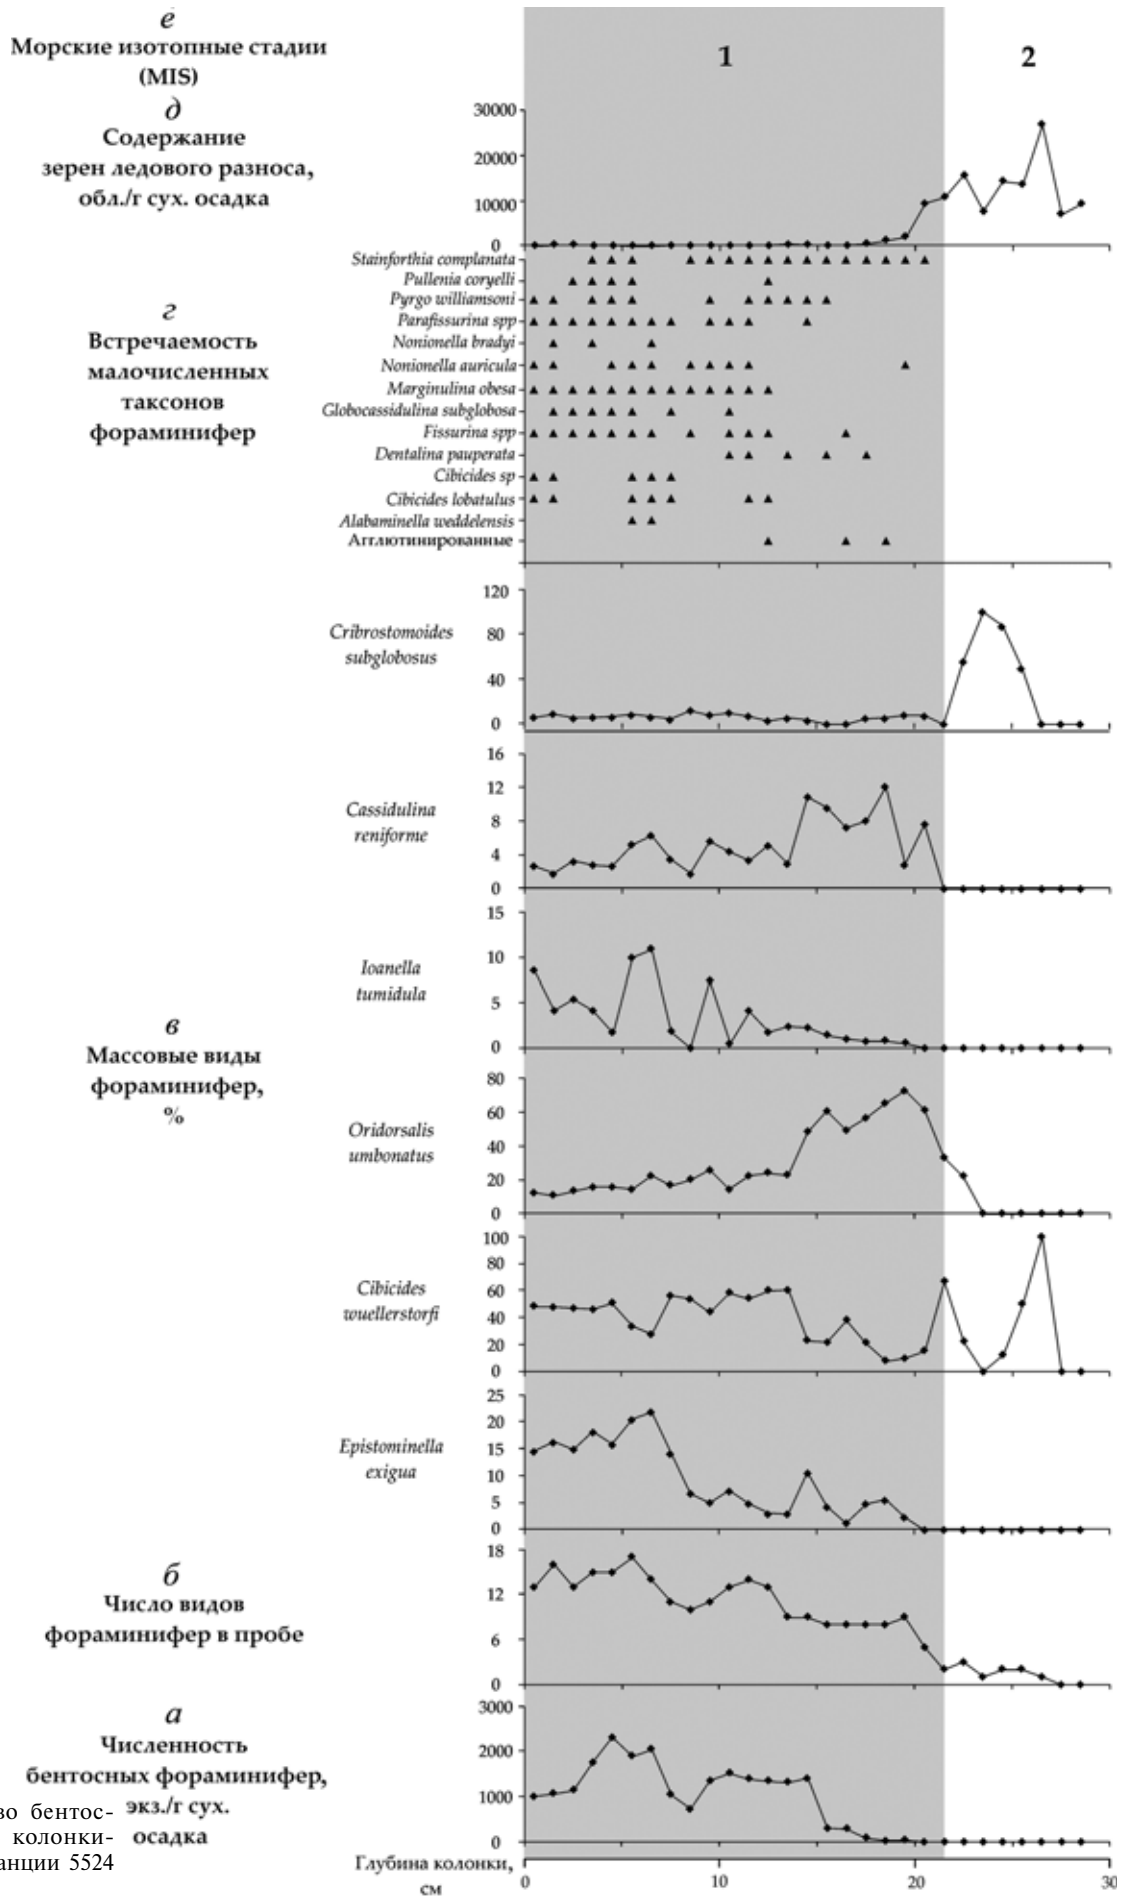 е
Морские изотопные стадии
(MIS)
1
2
д
Содержание
зерен ледового разноса,
обл./г сух. осадка
30000
20000
10000
0
г
Встречаемость
малочисленных
таксонов
фораминифер
Stainforthia complanata
Pullenia coryelli
Pyrgo williamsoni
Parafissurina spp
Nonionella bradyi
Nonionella auricula
Marginulina obesa
Globocassidulina subglobosa
Fissurina spp
Dentalina pauperata
Cibicides sp
Cibicides lobatulus
Alabaminella weddelensis
Агглютинированные
в
Массовые виды
фораминифер,
%
Cribrostomoides
subglobosus
120
80
40
0
Cassidulina
reniforme
16
12
8
4
0
Ioanella
tumidula
15
10
5
0
Oridorsalis
umbonatus
80
60
40
20
0
Cibicides
wuellerstorfi
100
80
60
40
20
0
Epistominella
exigua
25
20
15
10
5
0
б
Число видов
фораминифер в пробе
18
12
6
0
а
Численность
бентосных фораминифер,
экз./г сух.
осадка
3000
2000
1000
0
во бентос-
колонки-
анции 5524
Глубина колонки,
см
0
10
20
30